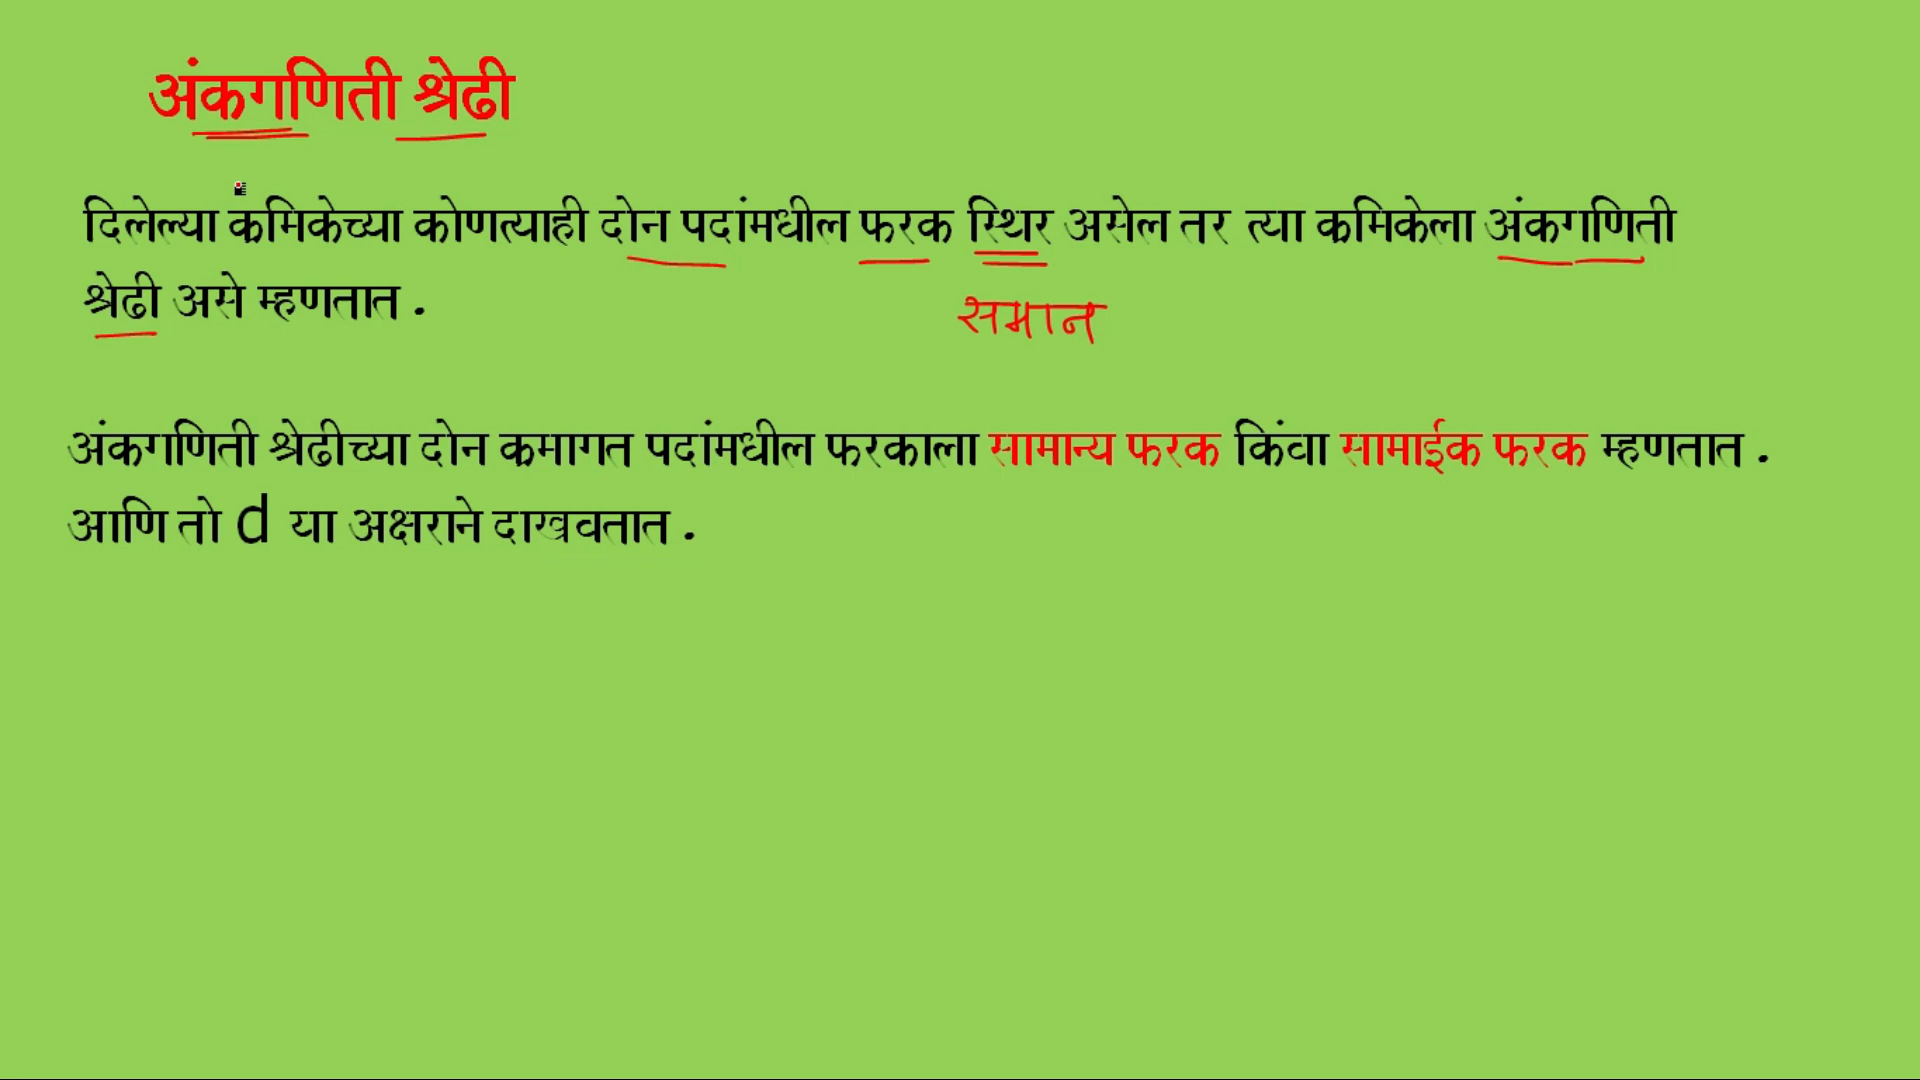 अंकगणिती श्रेढी
दिलेल्या क्रमिकेच्या कोणत्याही दोन पदांमधील फरक स्थिर असेल तर त्या क्रमिकेला अंकगणिती
श्रेढी असे म्हणतात .
समान
अंकगणिती श्रेढीच्या दोन क्रमागत पदांमधील फरकाला सामान्य फरक किंवा सामाईक फरक म्हणतात .
आणि तो d या अक्षराने दाखवतात .